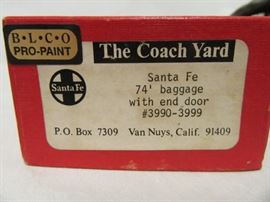 B·L·CO
PRO-PAINT
The Coach Yard
Santa Fe
Santa Fe
74' baggage
with end door
#3990-3999
P.O. Box 7309 Van Nuys, Calif. 91409